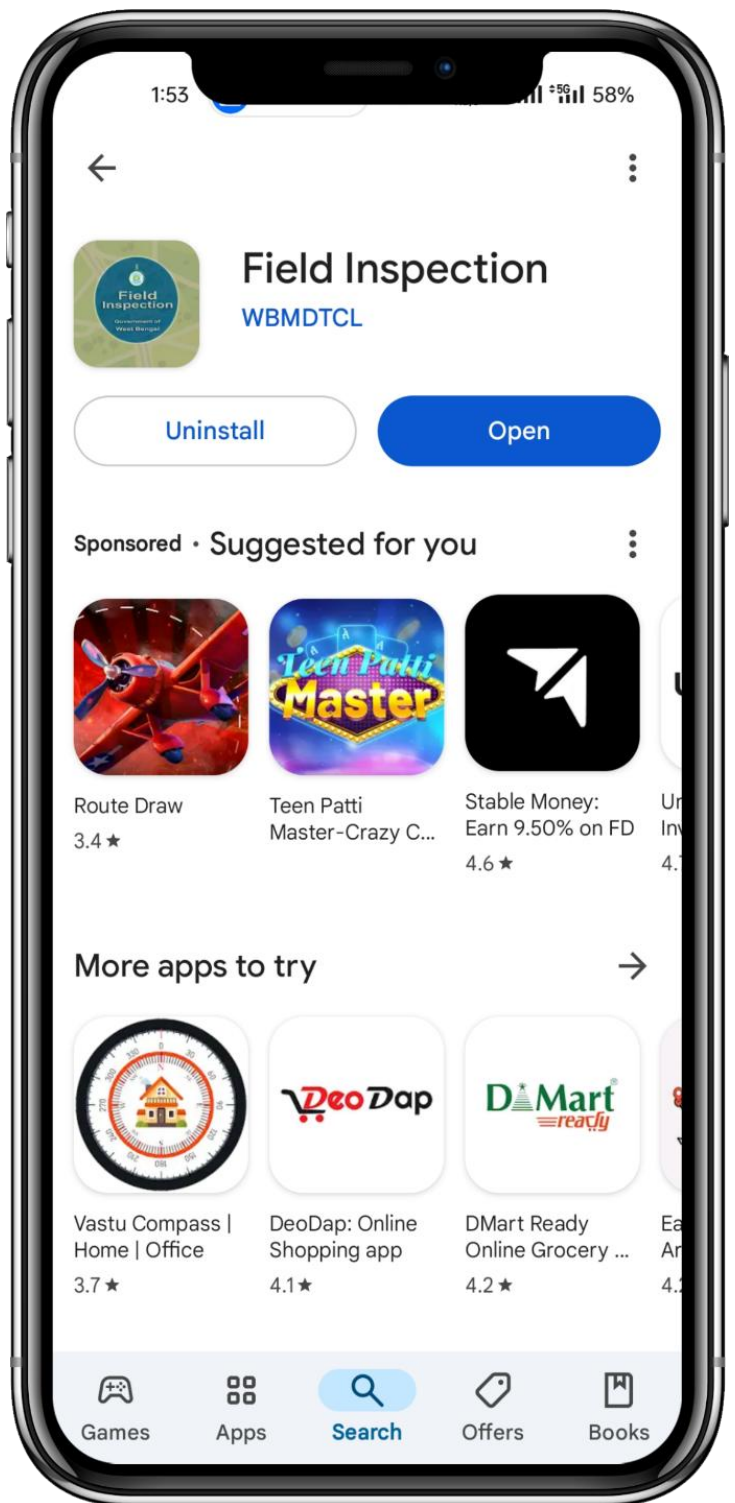 1:53
5G
58%
Field Inspection
WBMDTCL
Field
Inspection
Government of
West Bengal
Uninstall
Open
Sponsored • Suggested for you
Teen Patti
Master
Route Draw
3.4 ★
Teen Patti
Master-Crazy C...
Stable Money:
Earn 9.50% on FD
4.6 ★
More apps to try
DeoDap
DMart
ready
Vastu Compass |
Home | Office
3.7 ★
DeoDap: Online
Shopping app
4.1 ★
DMart Ready
Online Grocery ...
4.2 ★
Games
Apps
Search
Offers
Books